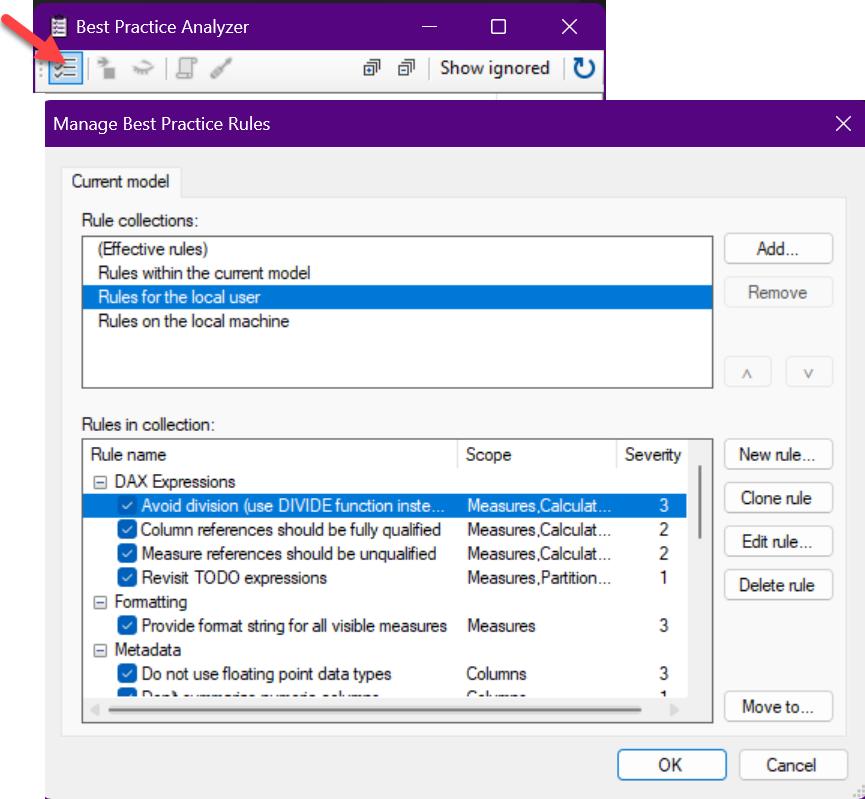 Best Practice Analyzer
Show ignored
Manage Best Practice Rules
Current model
Rule collections:
(Effective rules)
Rules within the current model
Rules for the local user
Rules on the local machine
Add...
Remove
Rules in collection:
Rule name Scope Severity
DAX Expressions
Avoid division (use DIVIDE function inste... Measures,Calculat... 3
Column references should be fully qualified Measures,Calculat... 2
Measure references should be unqualified Measures,Calculat... 2
Revisit TODO expressions Measures,Partition... 1
Formatting
Provide format string for all visible measures Measures 3
Metadata
Do not use floating point data types Columns 3
Don't summarize numeric columns Columns 1
New rule...
Clone rule
Edit rule...
Delete rule
Move to...
OK Cancel